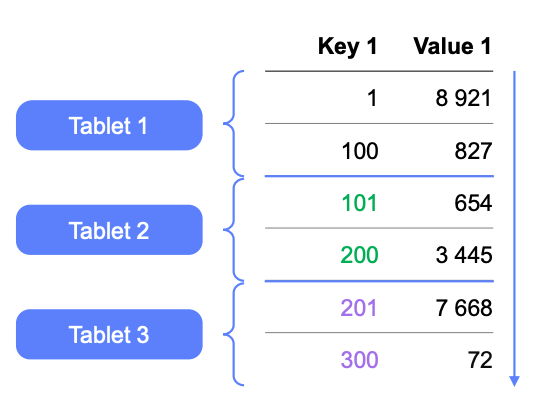 Key 1 Value 1
1 8 921
Tablet 1
100 827
101 654
Tablet 2
200 3 445
201 7 668
Tablet 3
300 72